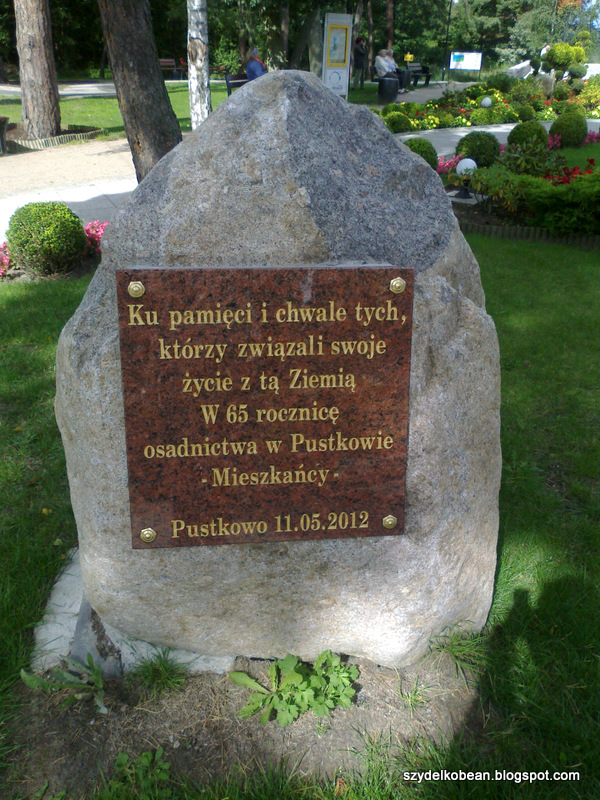 Ku pamięci i chwale tych,
którzy związali swoje
życie z tą Ziemią
W 65 rocznicę
osadnictwa w Pustkowie
- Mieszkańcy -
Pustkowo 11.05.2012
szydelkobean.blogspot.com